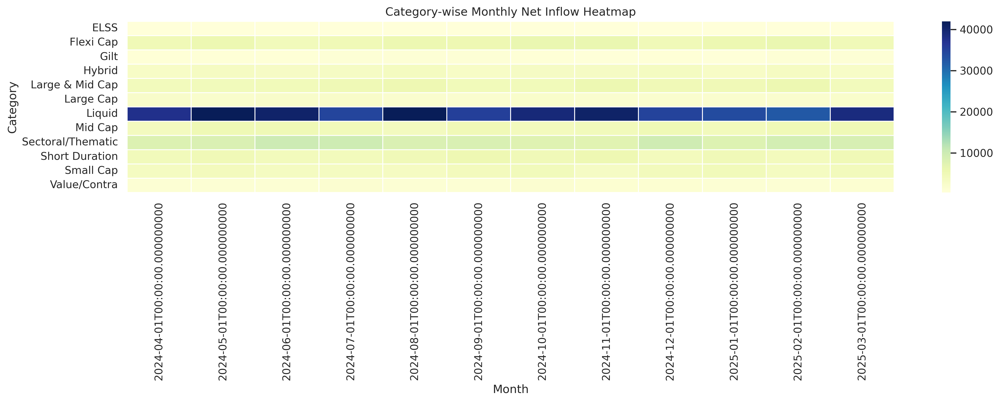 Category-wise Monthly Net Inflow Heatmap
Category
ELSS
Flexi Cap
Gilt
Hybrid
Large & Mid Cap
Large Cap
Liquid
Mid Cap
Sectoral/Thematic
Short Duration
Small Cap
Value/Contra
40000
30000
20000
10000
2024-04-01T00:00:00.000000000
2024-05-01T00:00:00.000000000
2024-06-01T00:00:00.000000000
2024-07-01T00:00:00.000000000
2024-08-01T00:00:00.000000000
2024-09-01T00:00:00.000000000
2024-10-01T00:00:00.000000000
2024-11-01T00:00:00.000000000
2024-12-01T00:00:00.000000000
2025-01-01T00:00:00.000000000
2025-02-01T00:00:00.000000000
2025-03-01T00:00:00.000000000
Month